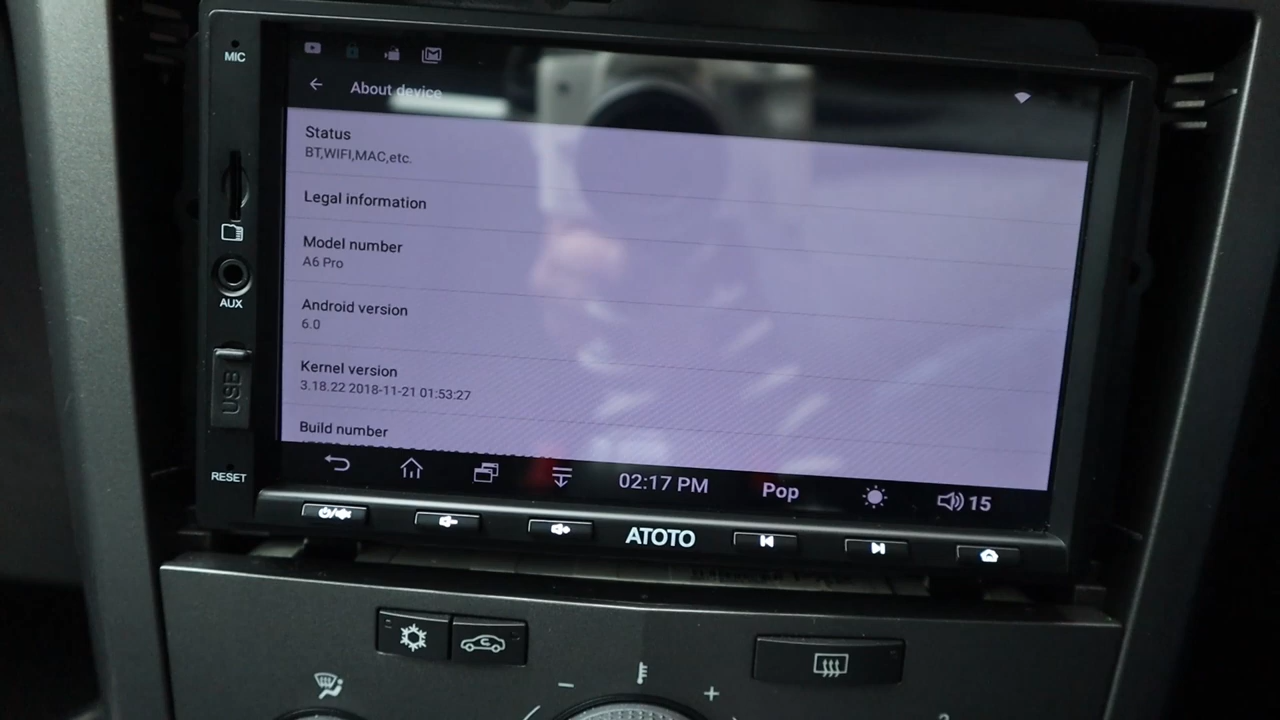 MIC
About device
Status
BT,WIFI,MAC,etc.
Legal information
Model number
A6 Pro
AUX
Android version
6.0
Kernel version
3.18.22 2018-11-21 01:53:27
USB
Build number
RESET
02:17 PM
Pop
15
ATOTO